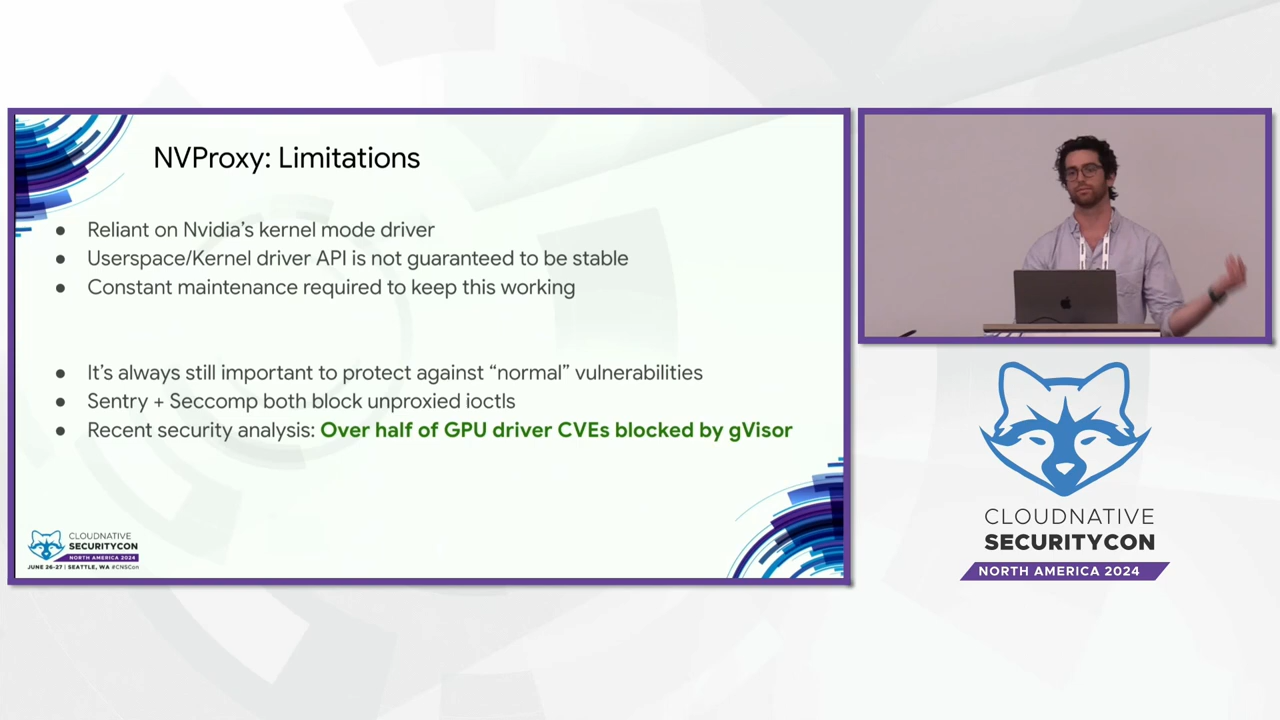 NVProxy: Limitations
● Reliant on Nvidia’s kernel mode driver
● Userspace/Kernel driver API is not guaranteed to be stable
● Constant maintenance required to keep this working
● It’s always still important to protect against “normal” vulnerabilities
● Sentry + Seccomp both block unproxied ioctls
● Recent security analysis: Over half of GPU driver CVEs blocked by gVisor
CLOUDNATIVE
SECURITYCON
NORTH AMERICA 2024
JUNE 26-27 | SEATTLE, WA #CNSCon
CLOUDNATIVE
SECURITYCON
NORTH AMERICA 2024